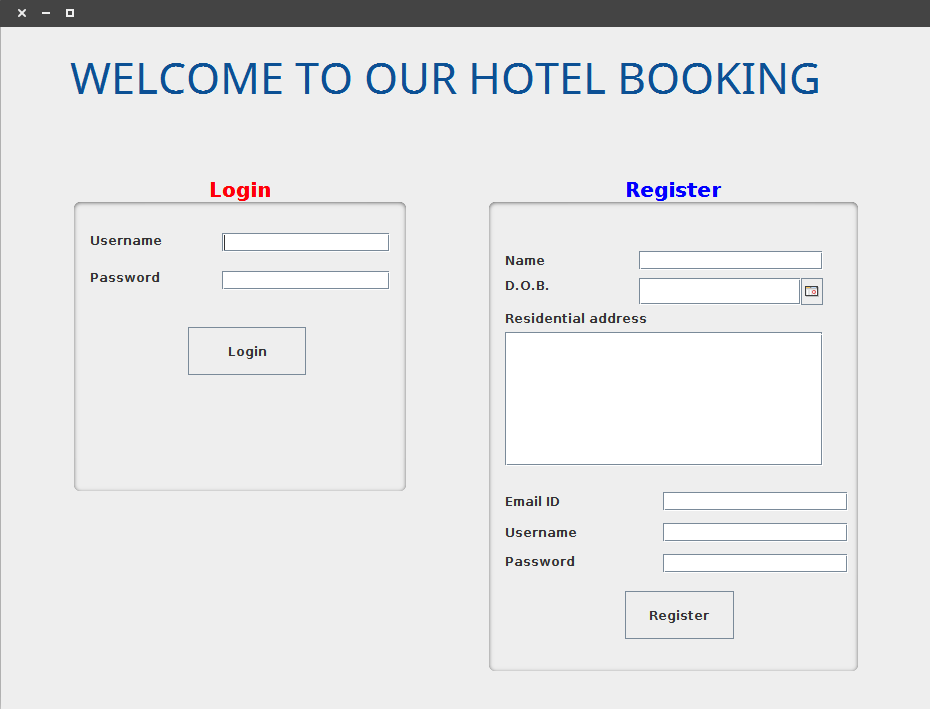 WELCOME TO OUR HOTEL BOOKING
Login
Username
Password
Login
Register
Name
D.O.B.
Residential address
Email ID
Username
Password
Register